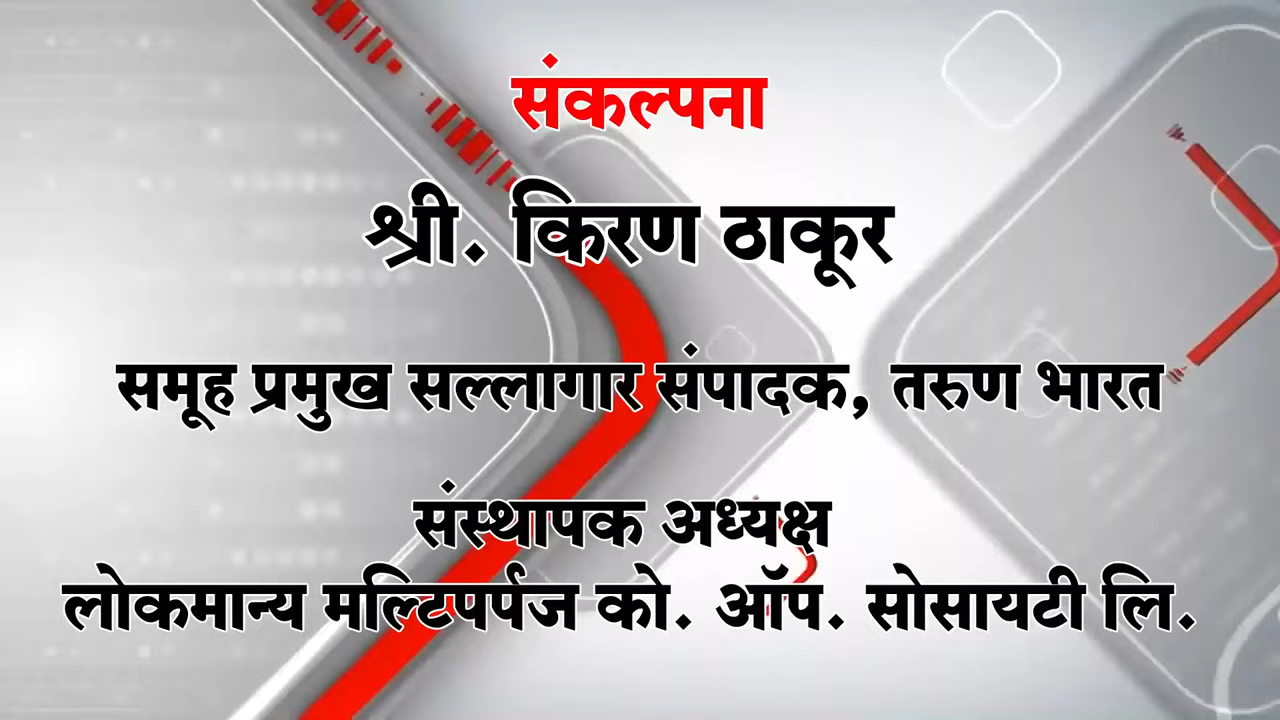 संकल्पना
श्री. किरण ठाकूर
समूह प्रमुख सल्लागार संपादक, तरुण भारत
संस्थापक अध्यक्ष
लोकमान्य मल्टिपर्पज को. ऑप. सोसायटी लि.